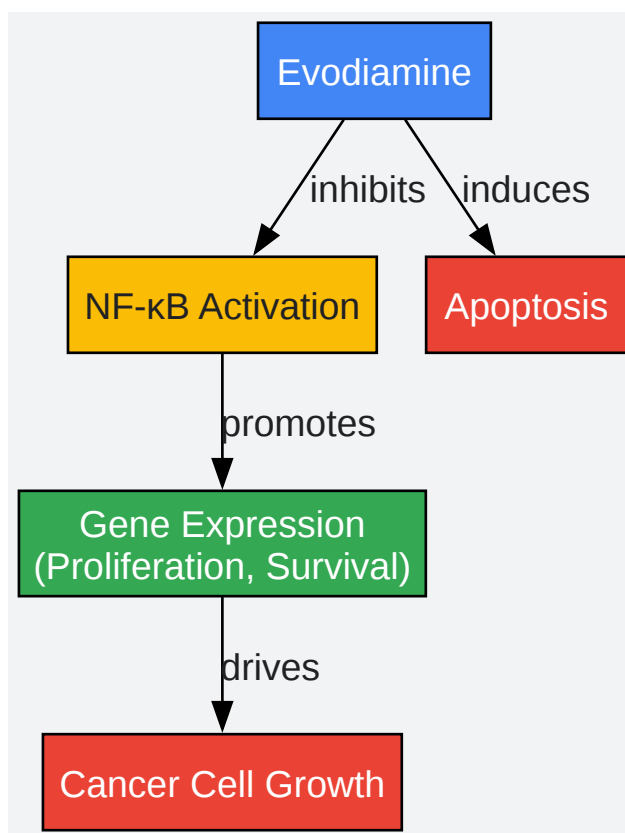 Evodiamine
inhibits
induces
NF-κB Activation
Apoptosis
promotes
Gene Expression
(Proliferation, Survival)
drives
Cancer Cell Growth